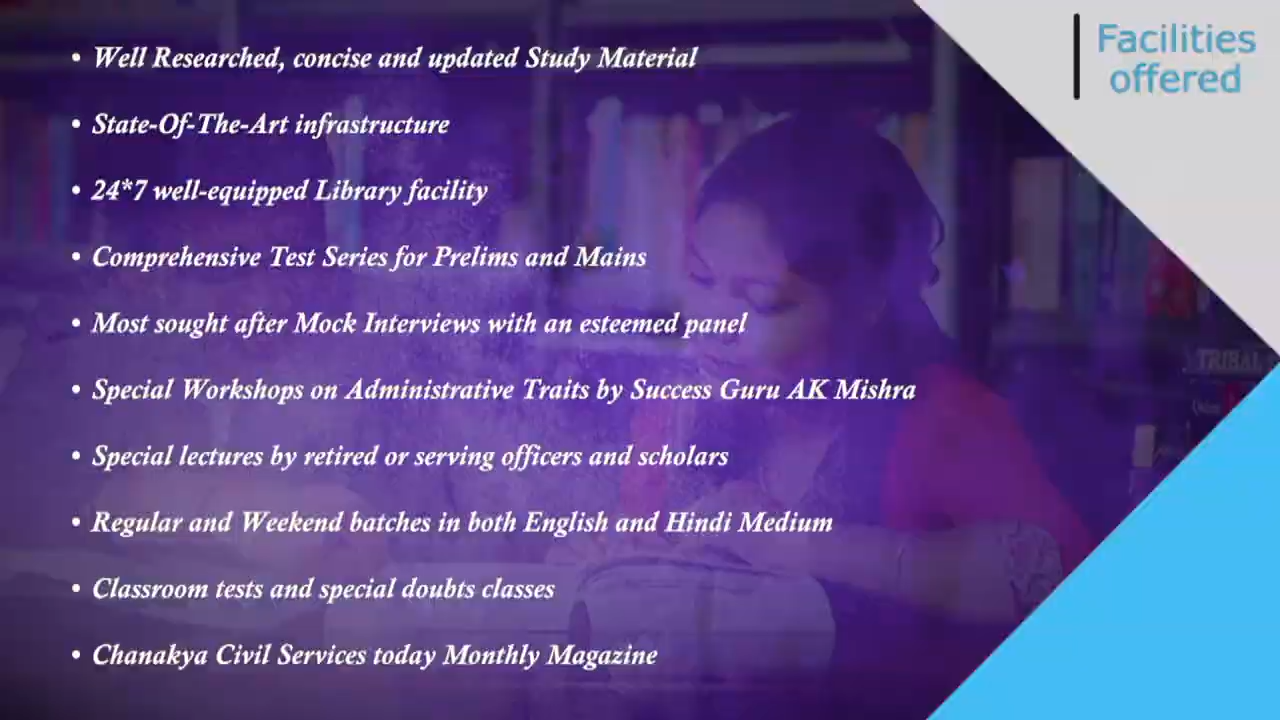 Facilities
offered
• Well Researched, concise and updated Study Material
• State-Of-The-Art infrastructure
• 24*7 well-equipped Library facility
• Comprehensive Test Series for Prelims and Mains
• Most sought after Mock Interviews with an esteemed panel
• Special Workshops on Administrative Traits by Success Guru AK Mishra
• Special lectures by retired or serving officers and scholars
• Regular and Weekend batches in both English and Hindi Medium
• Classroom tests and special doubts classes
• Chanakya Civil Services today Monthly Magazine
TRIBAL